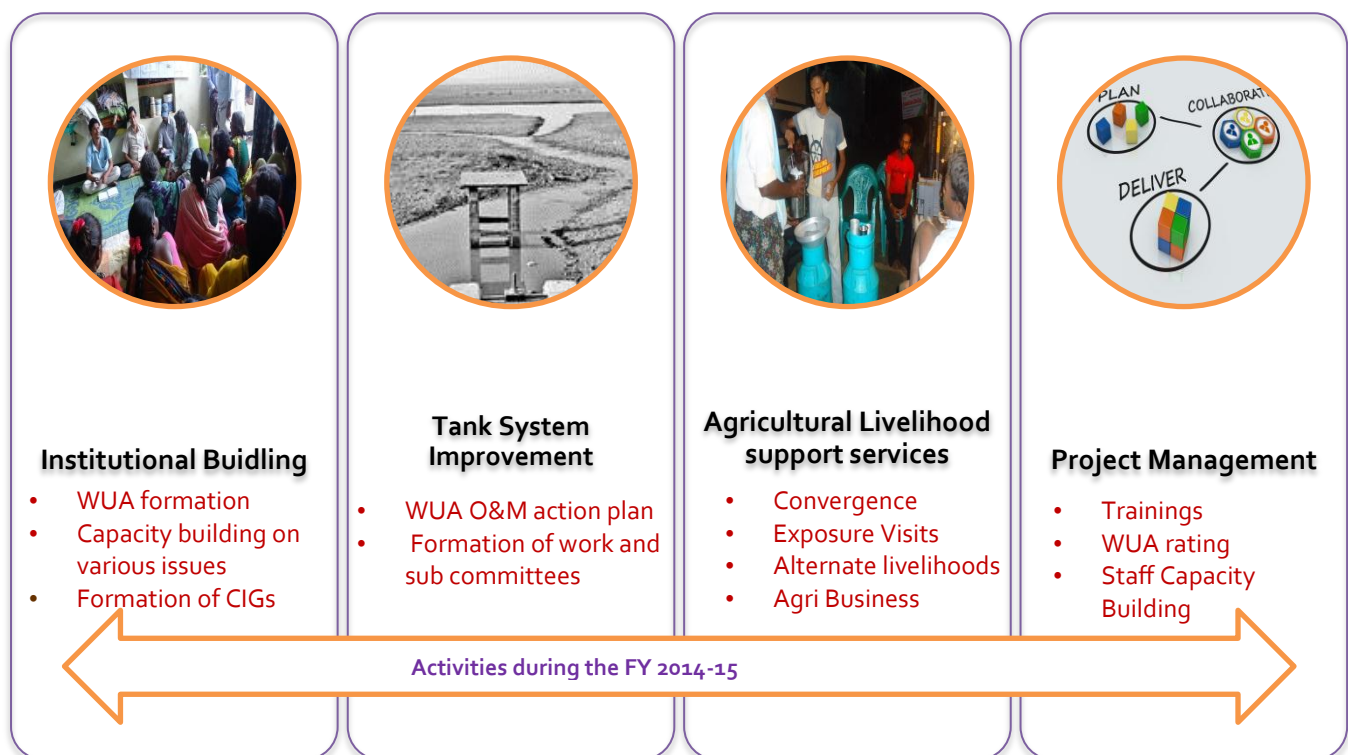 PLAN
COLLABORATE
DELIVER
Institutional Buidling
• WUA formation
• Capacity building on
various issues
• Formation of CIGs
Tank System
Improvement
• WUA O&M action plan
• Formation of work and
sub committees
Agricultural Livelihood
support services
• Convergence
• Exposure Visits
• Alternate livelihoods
• Agri Business
Project Management
• Trainings
• WUA rating
• Staff Capacity
Building
Activities during the FY 2014-15